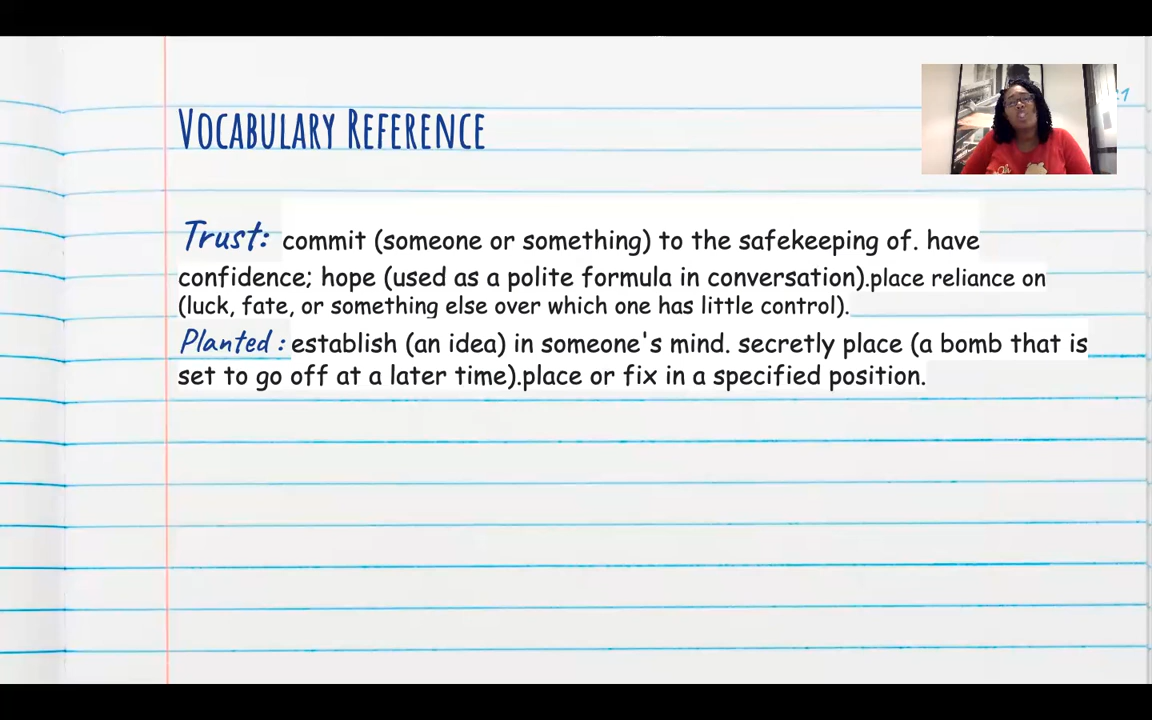 VOCABULARY REFERENCE
Trust: commit (someone or something) to the safekeeping of. have
confidence; hope (used as a polite formula in conversation).place reliance on
(luck, fate, or something else over which one has little control).
Planted : establish (an idea) in someone's mind. secretly place (a bomb that is
set to go off at a later time).place or fix in a specified position.